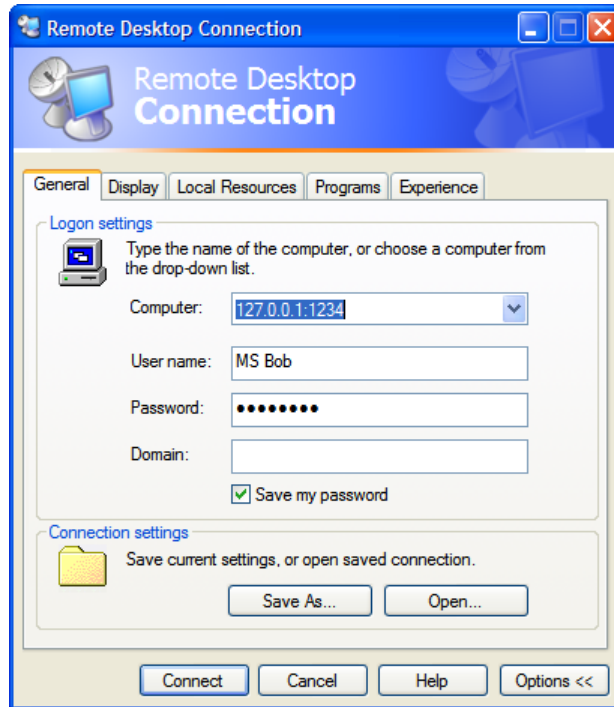 Remote Desktop Connection
Remote Desktop
Connection
General Display Local Resources Programs Experience
Logon settings
Type the name of the computer, or choose a computer from
the drop-down list.
Computer: 127.0.0.1:1234
User name: MS Bob
Password: ••••••••
Domain:
Save my password
Connection settings
Save current settings, or open saved connection.
Save As... Open...
Connect Cancel Help Options <<